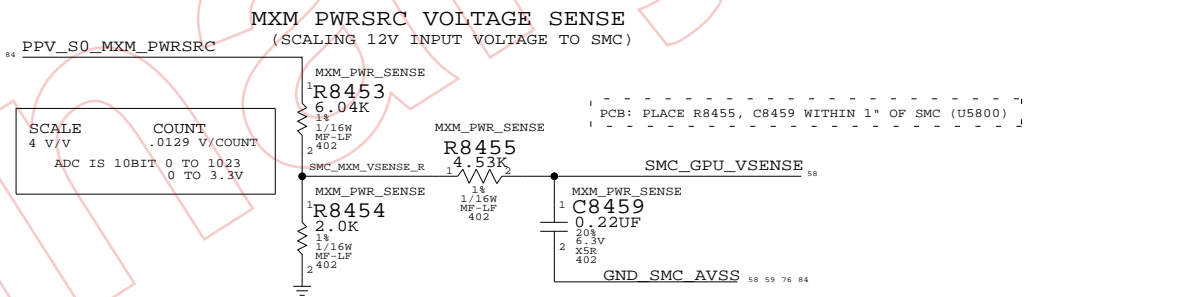 MXM PWRSRC VOLTAGE SENSE
(SCALING 12V INPUT VOLTAGE TO SMC)
84 PPV_S0_MXM_PWRSRC
MXM_PWR_SENSE
1 R8453
6.04K
1%
1/16W
MF-LF
2 402
PCB: PLACE R8455, C8459 WITHIN 1" OF SMC (U5800)
SCALE COUNT
4 V/V .0129 V/COUNT
ADC IS 10BIT 0 TO 1023
0 TO 3.3V
MXM_PWR_SENSE
R8455
4.53K
SMC_MXM_VSENSE_R 1 2
1%
1/16W
MF-LF
402
SMC_GPU_VSENSE 58
MXM_PWR_SENSE
1 R8454
2.0K
1%
1/16W
MF-LF
2 402
MXM_PWR_SENSE
1 C8459
0.22UF
20%
6.3V
2 X5R
402
GND_SMC_AVSS 58 59 76 84